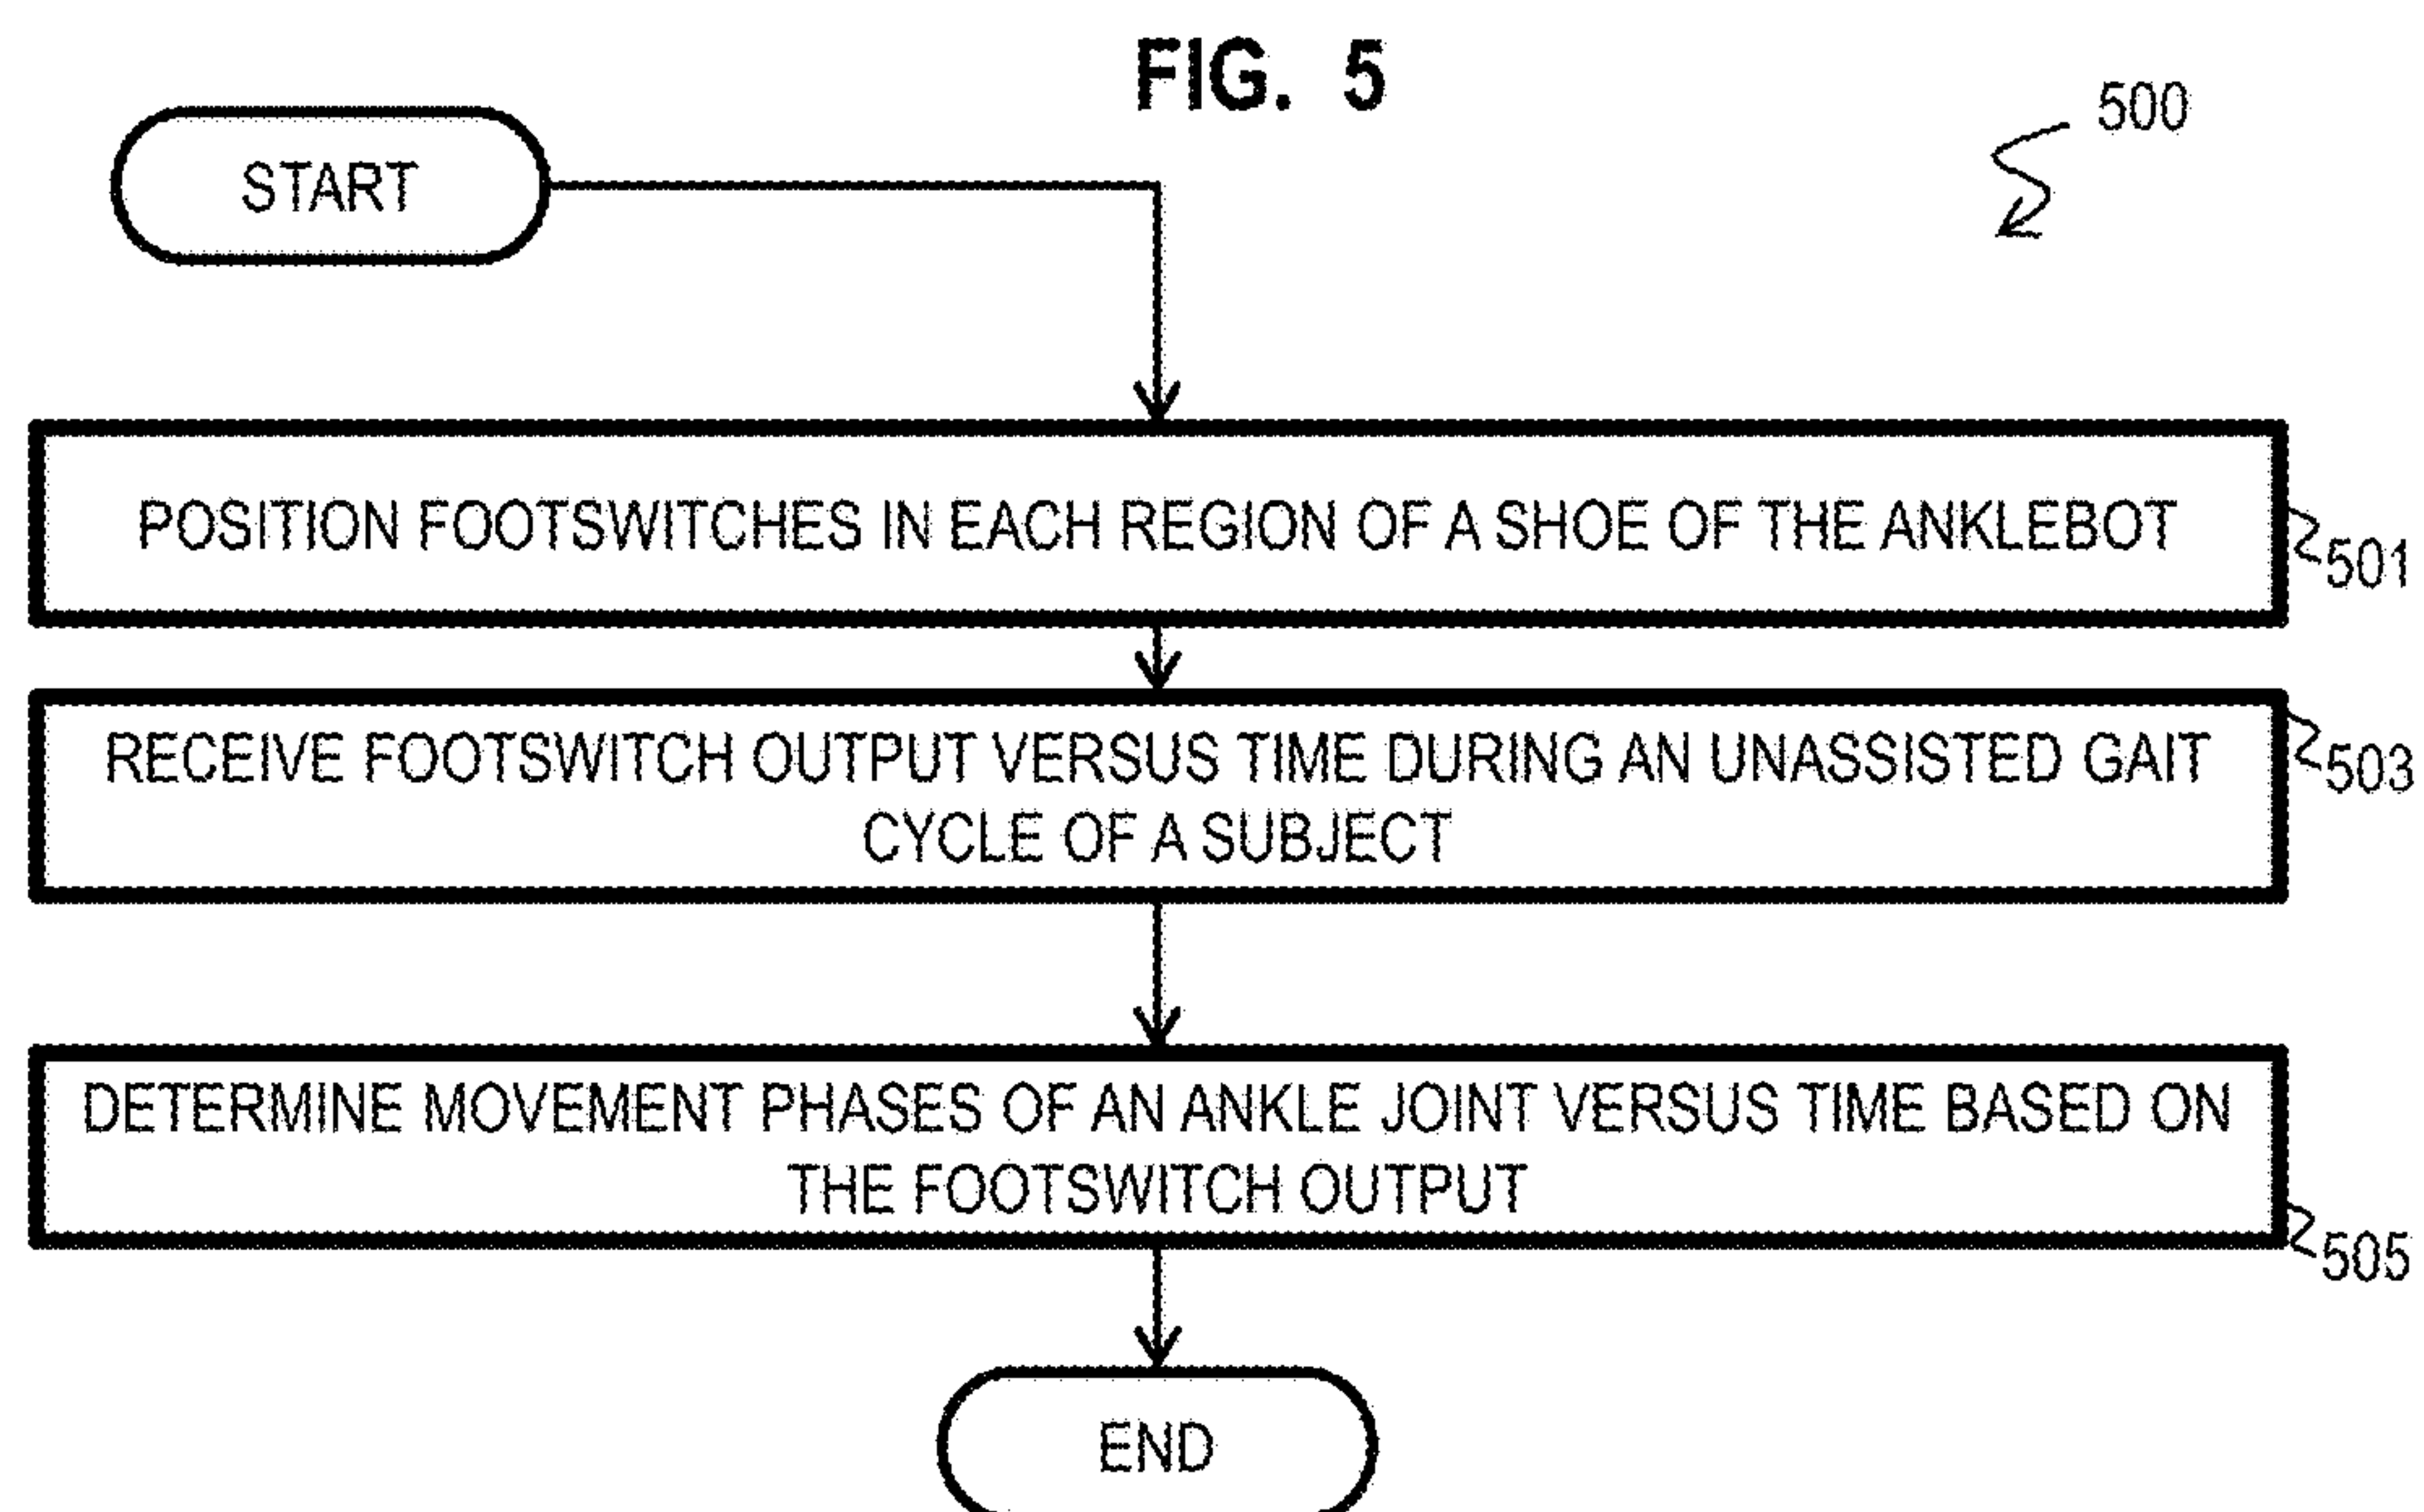 FIG. 5
500
START
POSITION FOOTSWITCHES IN EACH REGION OF A SHOE OF THE ANKLEBOT
501
RECEIVE FOOTSWITCH OUTPUT VERSUS TIME DURING AN UNASSISTED GAIT
CYCLE OF A SUBJECT
503
DETERMINE MOVEMENT PHASES OF AN ANKLE JOINT VERSUS TIME BASED ON
THE FOOTSWITCH OUTPUT
505
END